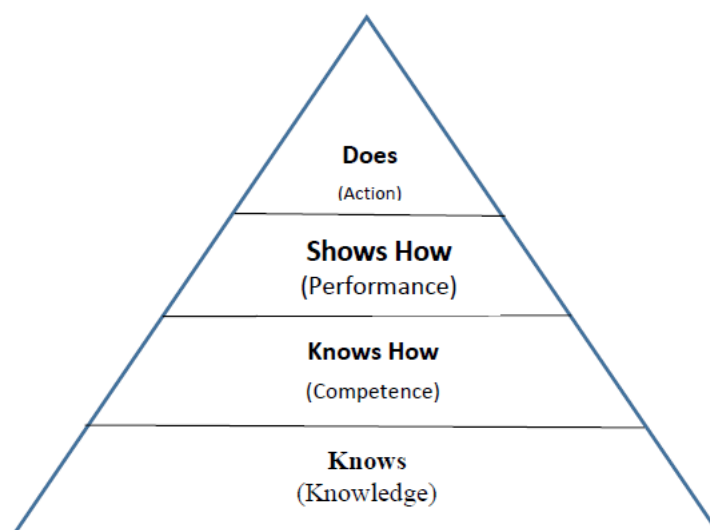 Does
(Action)
Shows How
(Performance)
Knows How
(Competence)
Knows
(Knowledge)